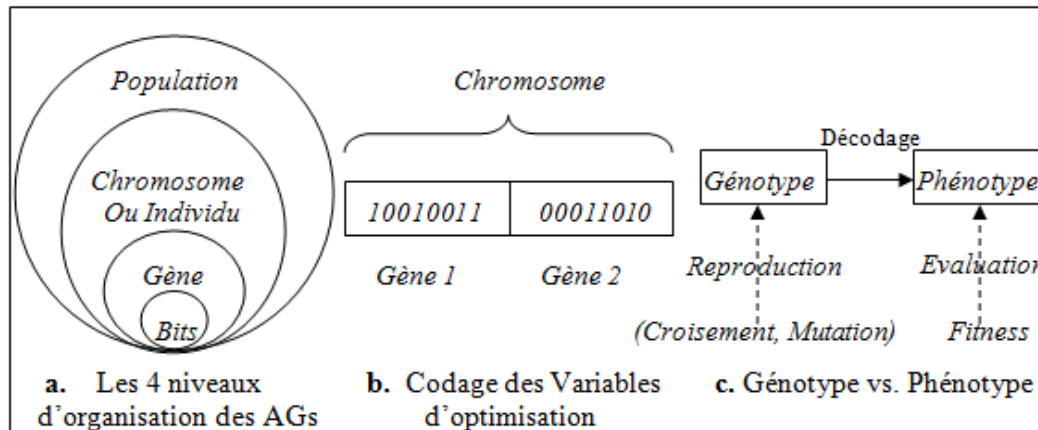 Population
Chromosome
Ou Individu
Gène
Bits
a. Les 4 niveaux
d'organisation des AGs
Chromosome
10010011 00011010
Gène 1 Gène 2
b. Codage des Variables
d'optimisation
Décodage
Génotype Phénotype
Reproduction Evaluation
(Croisement, Mutation) Fitness
c. Génotype vs. Phénotype